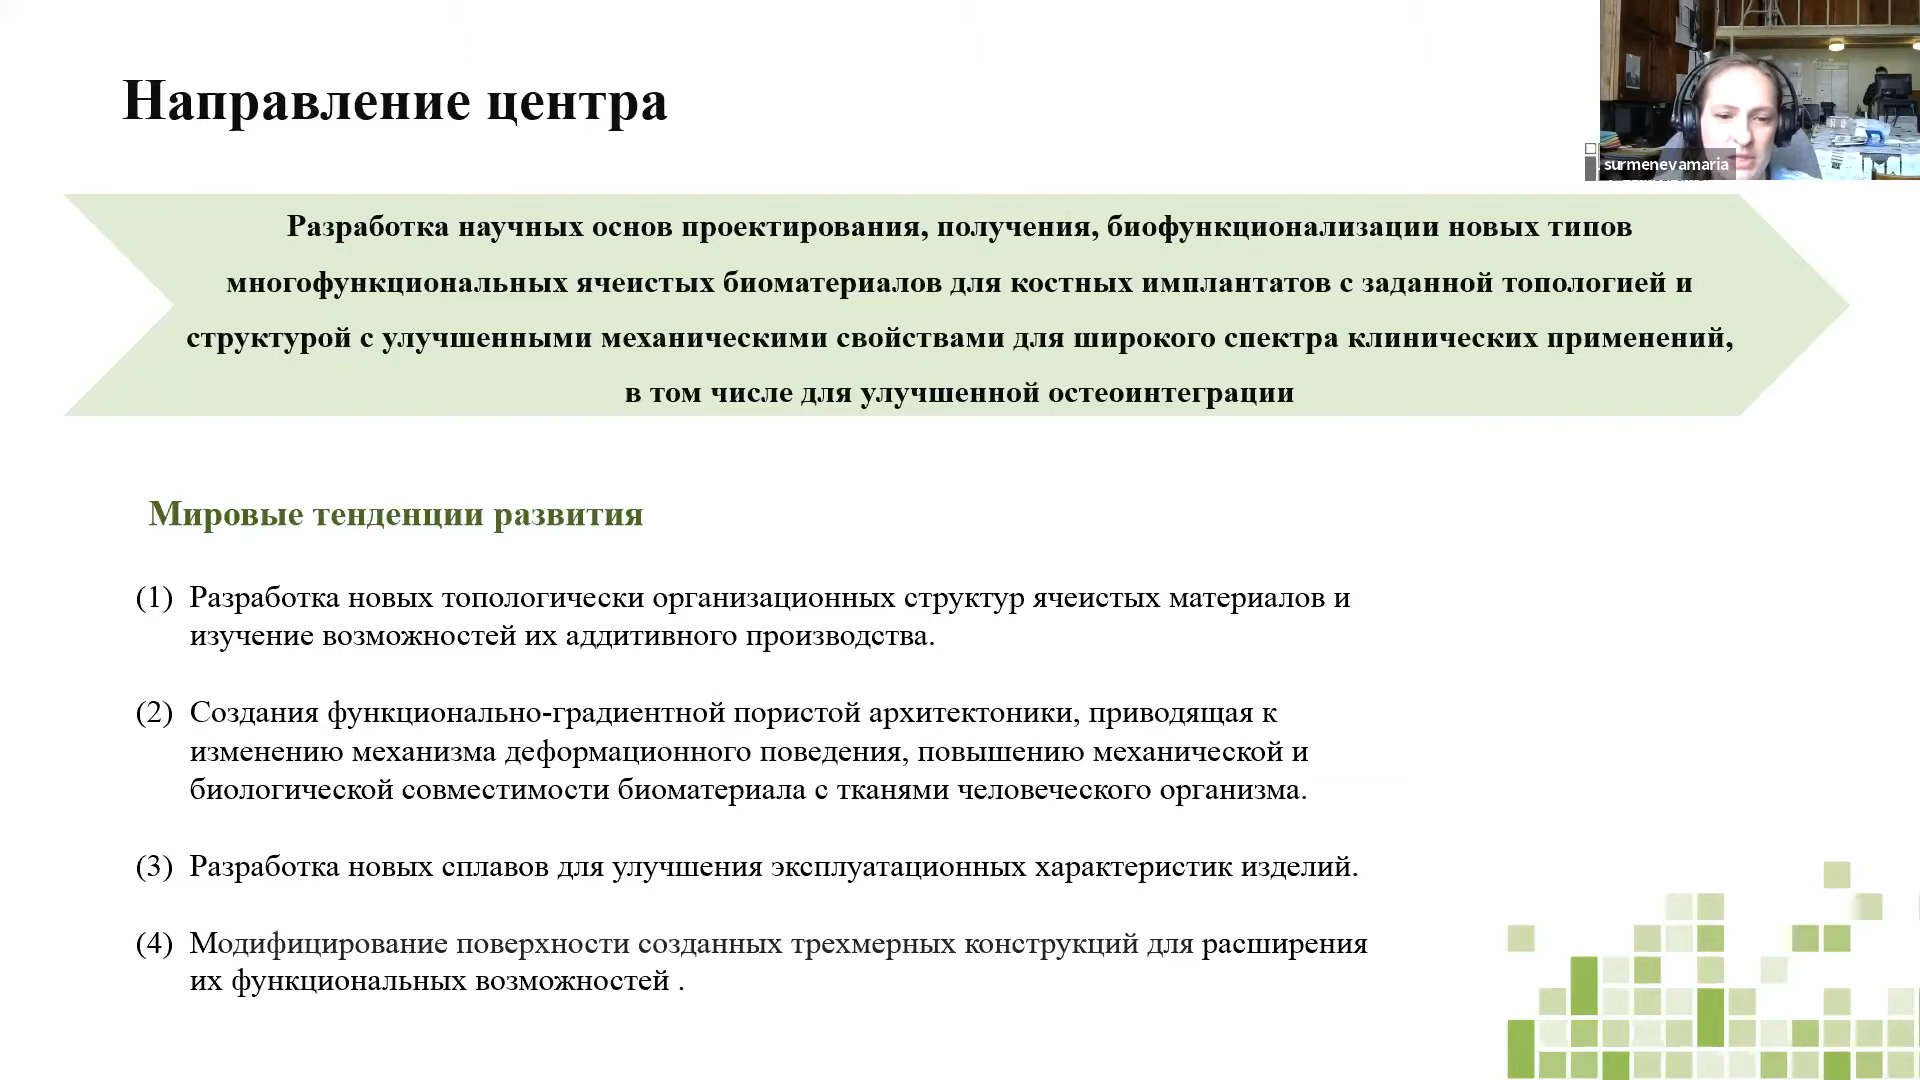 Направление центра
surmenevamaria
Разработка научных основ проектирования, получения, биофункционализации новых типов
многофункциональных ячеистых биоматериалов для костных имплантатов с заданной топологией и
структурой с улучшенными механическими свойствами для широкого спектра клинических применений,
в том числе для улучшенной остеоинтеграции
Мировые тенденции развития
(1) Разработка новых топологически организационных структур ячеистых материалов и
изучение возможностей их аддитивного производства.
(2) Создания функционально-градиентной пористой архитектоники, приводящая к
изменению механизма деформационного поведения, повышению механической и
биологической совместимости биоматериала с тканями человеческого организма.
(3) Разработка новых сплавов для улучшения эксплуатационных характеристик изделий.
(4) Модифицирование поверхности созданных трехмерных конструкций для расширения
их функциональных возможностей .